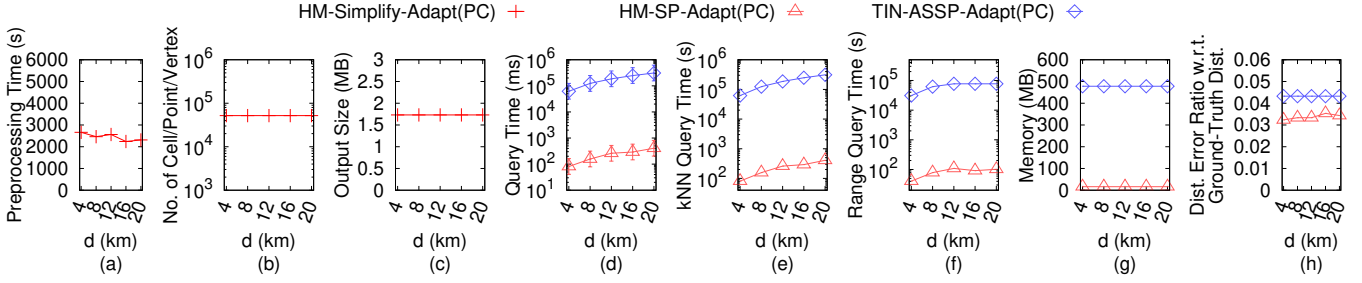 HM-Simplify-Adapt(PC) HM-SP-Adapt(PC) TIN-ASSP-Adapt(PC)
Preprocessing Time (s)
6000
5000
4000
3000
2000
1000
0
4 8 12 16 20
d (km)
(a)
No. of Cell/Point/Vertex
10^6
10^5
10^4
10^3
4 8 12 16 20
d (km)
(b)
Output Size (MB)
3
2.5
2
1.5
1
0.5
0
4 8 12 16 20
d (km)
(c)
Query Time (ms)
10^6
10^5
10^4
10^3
10^2
10^1
4 8 12 16 20
d (km)
(d)
kNN Query Time (s)
10^6
10^5
10^4
10^3
10^2
4 8 12 16 20
d (km)
(e)
Range Query Time (s)
10^5
10^4
10^3
10^2
4 8 12 16 20
d (km)
(f)
Memory (MB)
600
500
400
300
200
100
0
4 8 12 16 20
d (km)
(g)
Dist. Error Ratio w.r.t.
Ground-Truth Dist.
0.06
0.05
0.04
0.03
0.02
0.01
0
4 8 12 16 20
d (km)
(h)